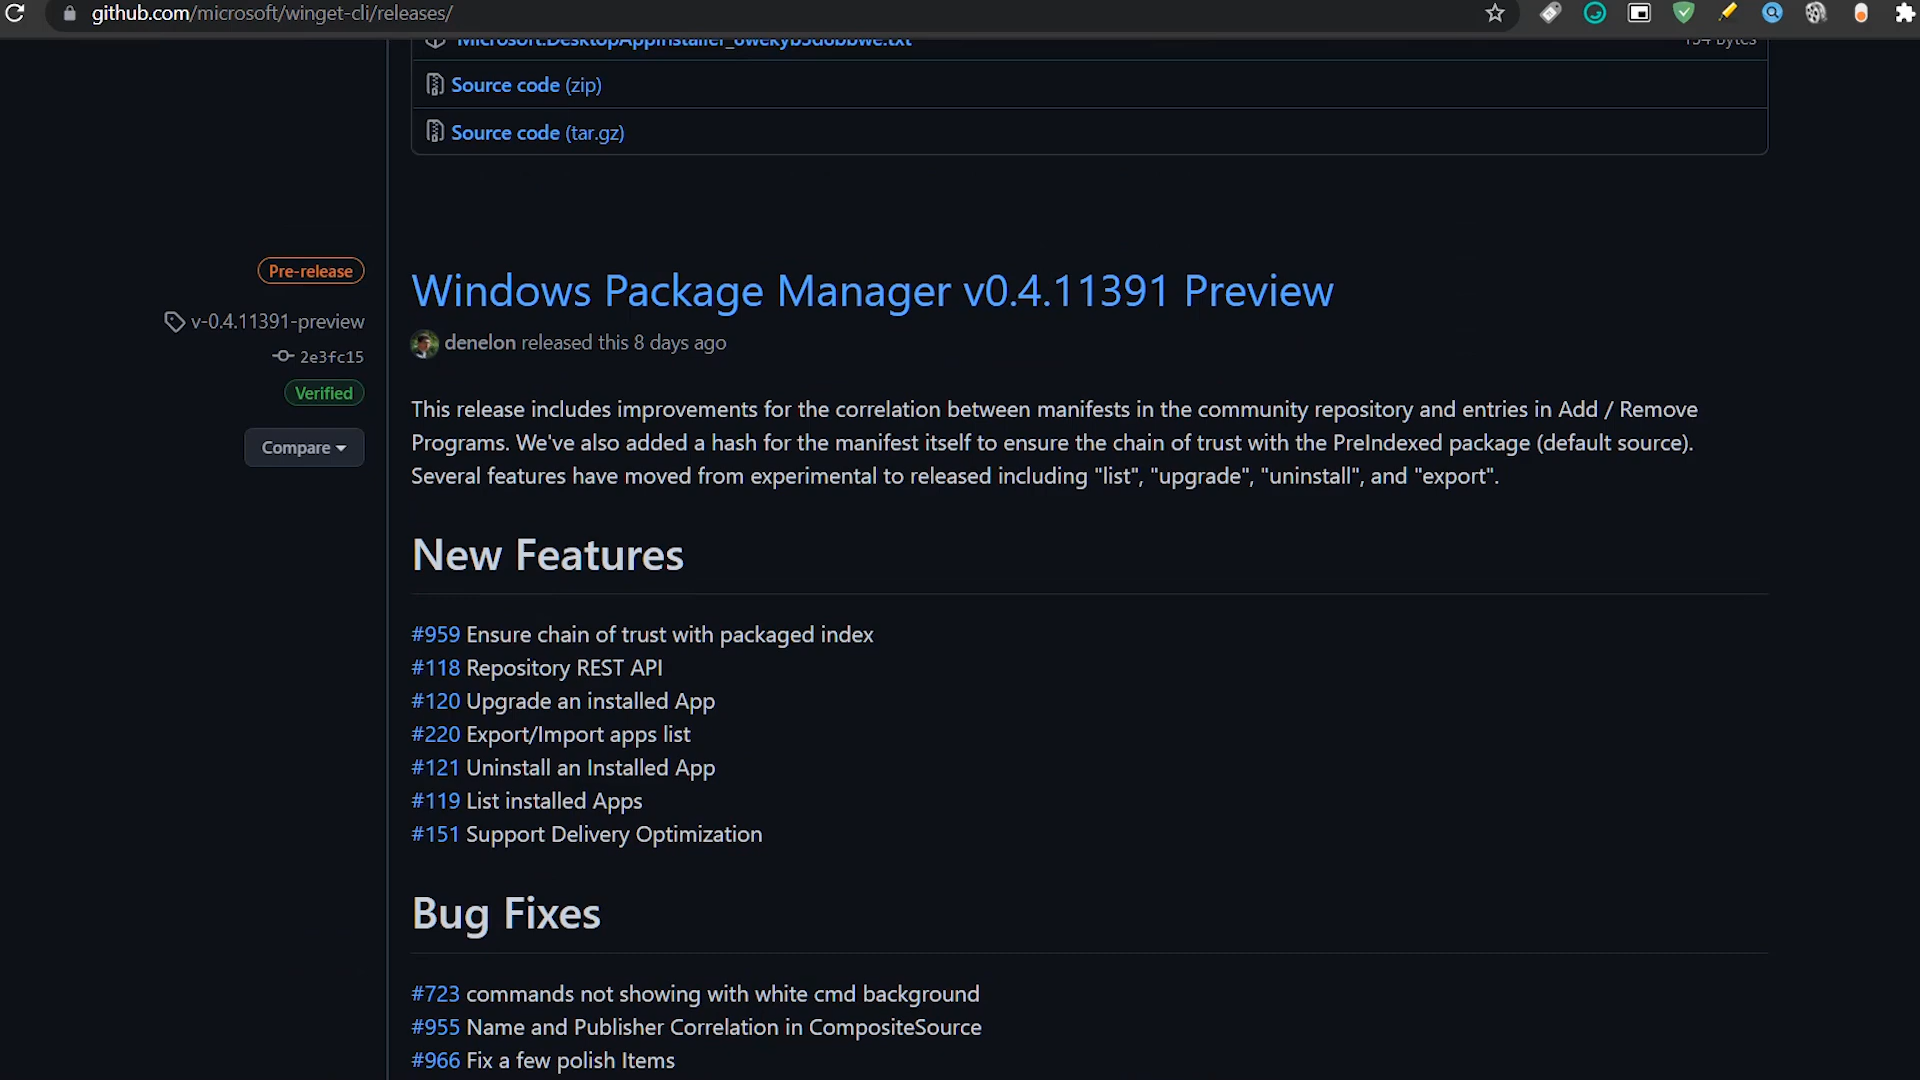 github.com/microsoft/winget-cli/releases/
Source code (zip)
Source code (tar.gz)
Pre-release
v-0.4.11391-preview
2e3fc15
Verified
Compare
Windows Package Manager v0.4.11391 Preview
denelon released this 8 days ago
This release includes improvements for the correlation between manifests in the community repository and entries in Add / Remove
Programs. We've also added a hash for the manifest itself to ensure the chain of trust with the PreIndexed package (default source).
Several features have moved from experimental to released including "list", "upgrade", "uninstall", and "export".
New Features
#959 Ensure chain of trust with packaged index
#118 Repository REST API
#120 Upgrade an installed App
#220 Export/Import apps list
#121 Uninstall an Installed App
#119 List installed Apps
#151 Support Delivery Optimization
Bug Fixes
#723 commands not showing with white cmd background
#955 Name and Publisher Correlation in CompositeSource
#966 Fix a few polish Items